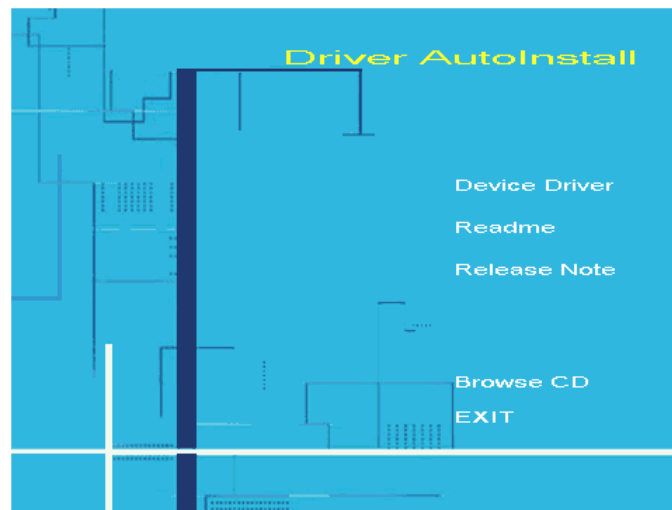 Driver AutoInstall
Device Driver
Readme
Release Note
Browse CD
EXIT